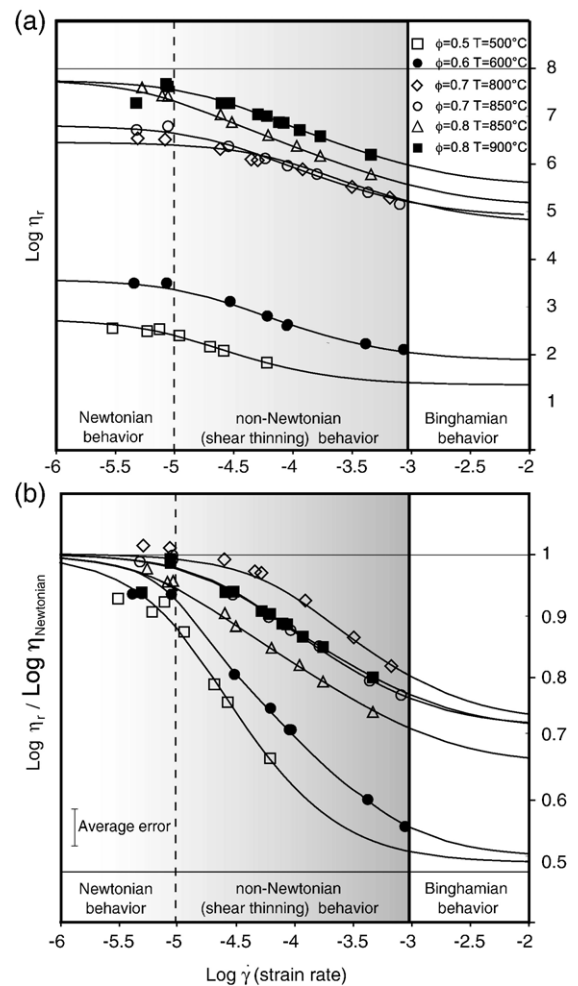 (a)
ϕ=0.5 T=500°C
ϕ=0.6 T=600°C
ϕ=0.7 T=800°C
ϕ=0.7 T=850°C
ϕ=0.8 T=850°C
ϕ=0.8 T=900°C
8
7
6
5
4
3
2
1
Log ηr
Newtonian
behavior
non-Newtonian
(shear thinning) behavior
Binghamian
behavior
-6 -5.5 -5 -4.5 -4 -3.5 -3 -2.5 -2
(b)
1
0.9
0.8
0.7
0.6
0.5
Log ηr / Log ηNewtonian
Average error
Newtonian
behavior
non-Newtonian
(shear thinning) behavior
Binghamian
behavior
-6 -5.5 -5 -4.5 -4 -3.5 -3 -2.5 -2
Log γ̇ (strain rate)